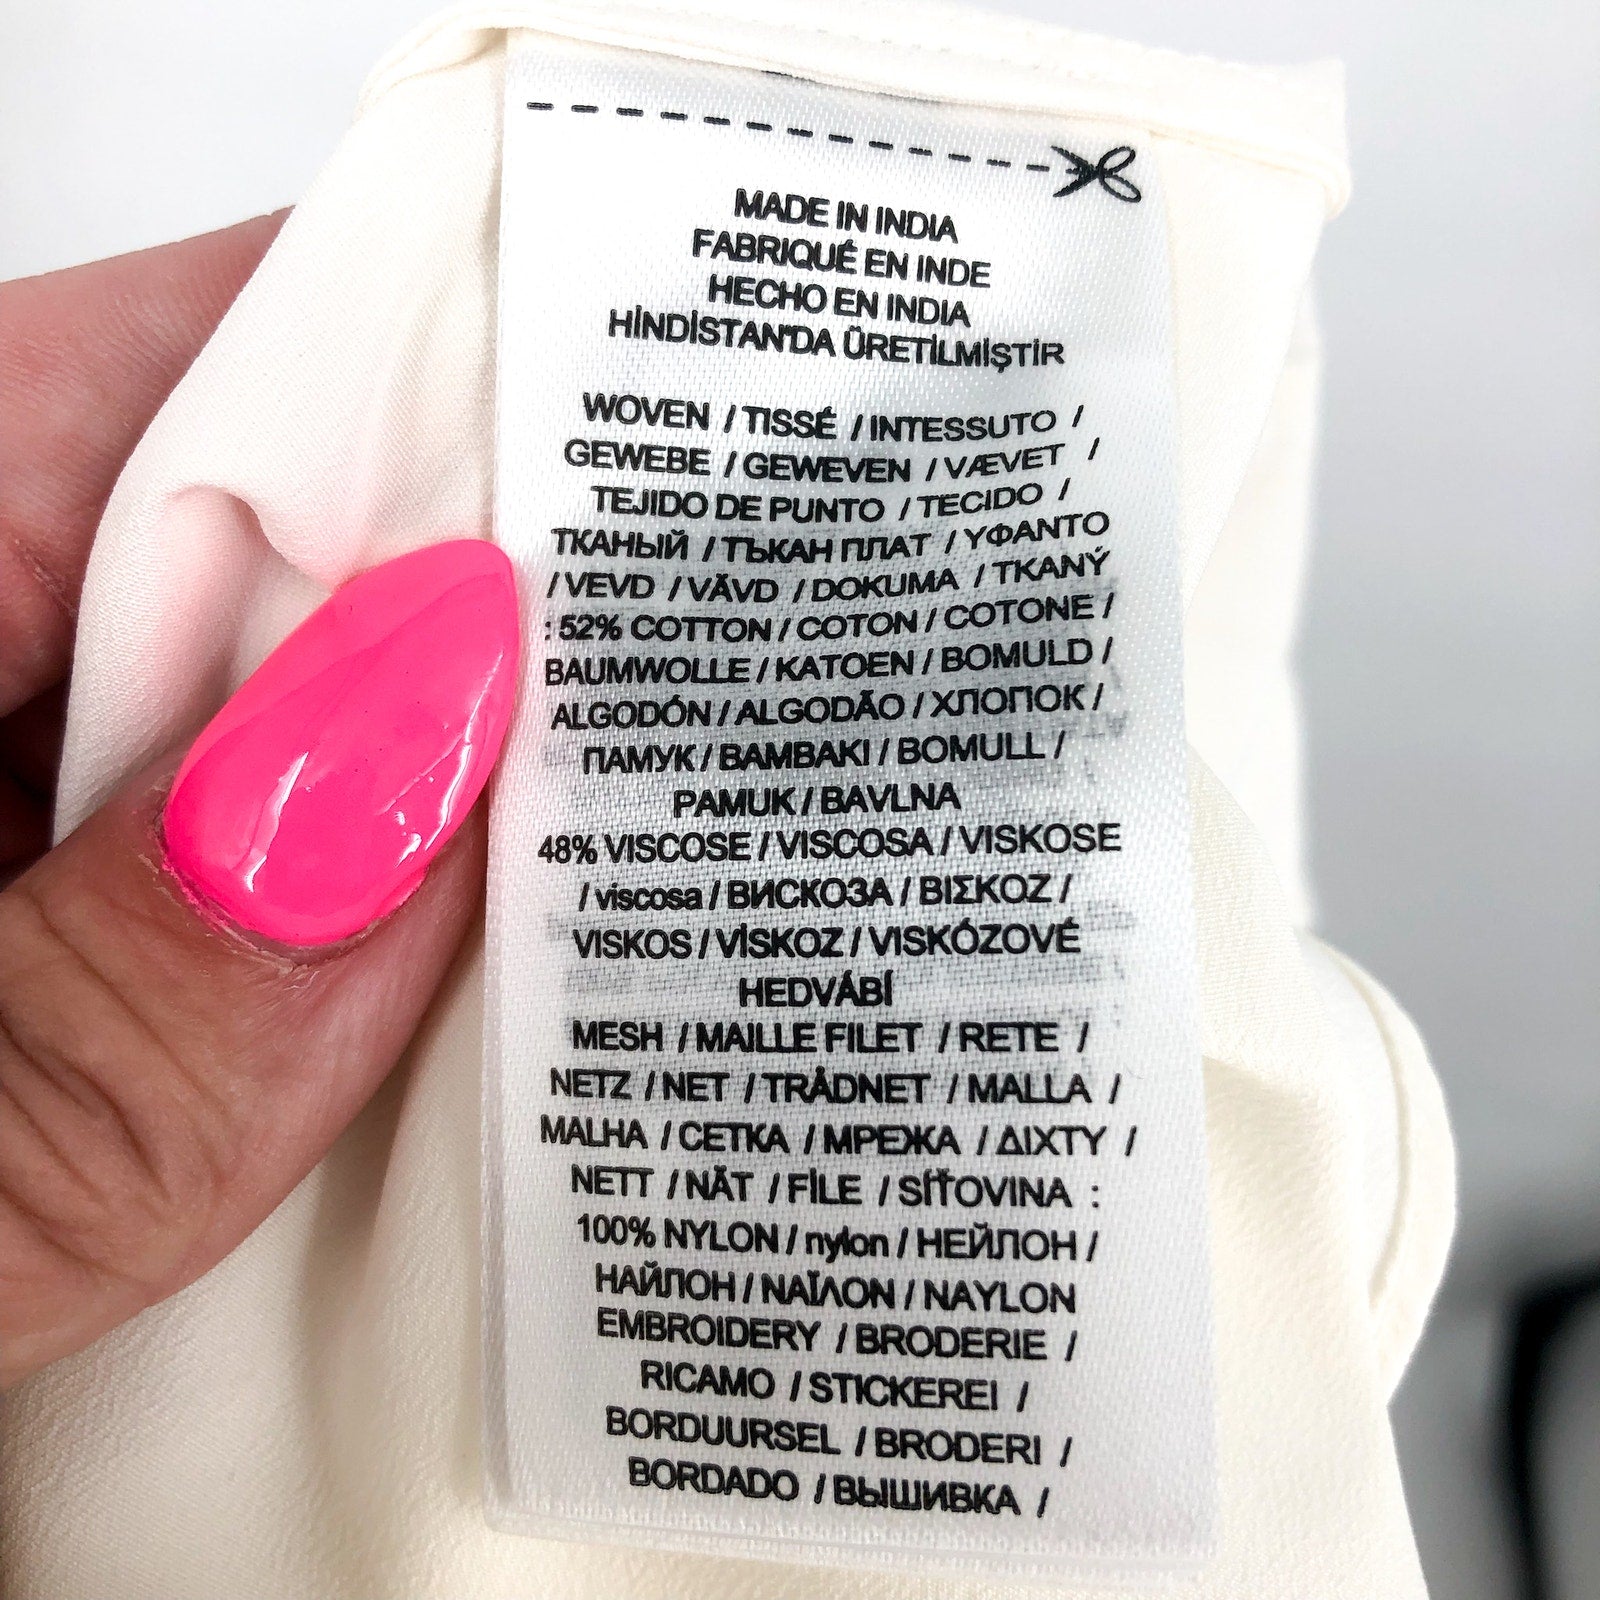 MADE IN INDIA
FABRIQUÉ EN INDE
HECHO EN INDIA
HİNDİSTAN'DA ÜRETİLMİŞTİR
WOVEN / TISSÉ / INTESSUTO /
GEWEBE / GEWEVEN / VÆVET /
TEJIDO DE PUNTO / TECIDO /
ТКАНЫЙ / ТЪКАН ПЛАТ / ΥΦΑΝΤΟ
/ VEVD / VÄVD / DOKUMA / TKANÝ
: 52% COTTON / COTON / COTONE /
BAUMWOLLE / KATOEN / BOMULD /
ALGODÓN / ALGODÃO / ХЛОПОК /
ПАМУК / BAMBAKI / BOMULL /
PAMUK / BAVLNA
48% VISCOSE / VISCOSA / VISKOSE
/ viscosa / ВИСКОЗА / ΒΙΣΚΟΖ /
VISKOS / VİSKOZ / VISKÓZOVÉ
HEDVÁBÍ
MESH / MAILLE FILET / RETE /
NETZ / NET / TRÅDNET / MALLA /
MALHA / СЕТКА / МРЕЖА / ΔΙΧΤΥ /
NETT / NÄT / FİLE / SÍŤOVINA :
100% NYLON / nylon / НЕЙЛОН /
НАЙЛОН / ΝΑΪΛΟΝ / NAYLON
EMBROIDERY / BRODERIE /
RICAMO / STICKEREI /
BORDUURSEL / BRODERI /
BORDADO / ВЫШИВКА /